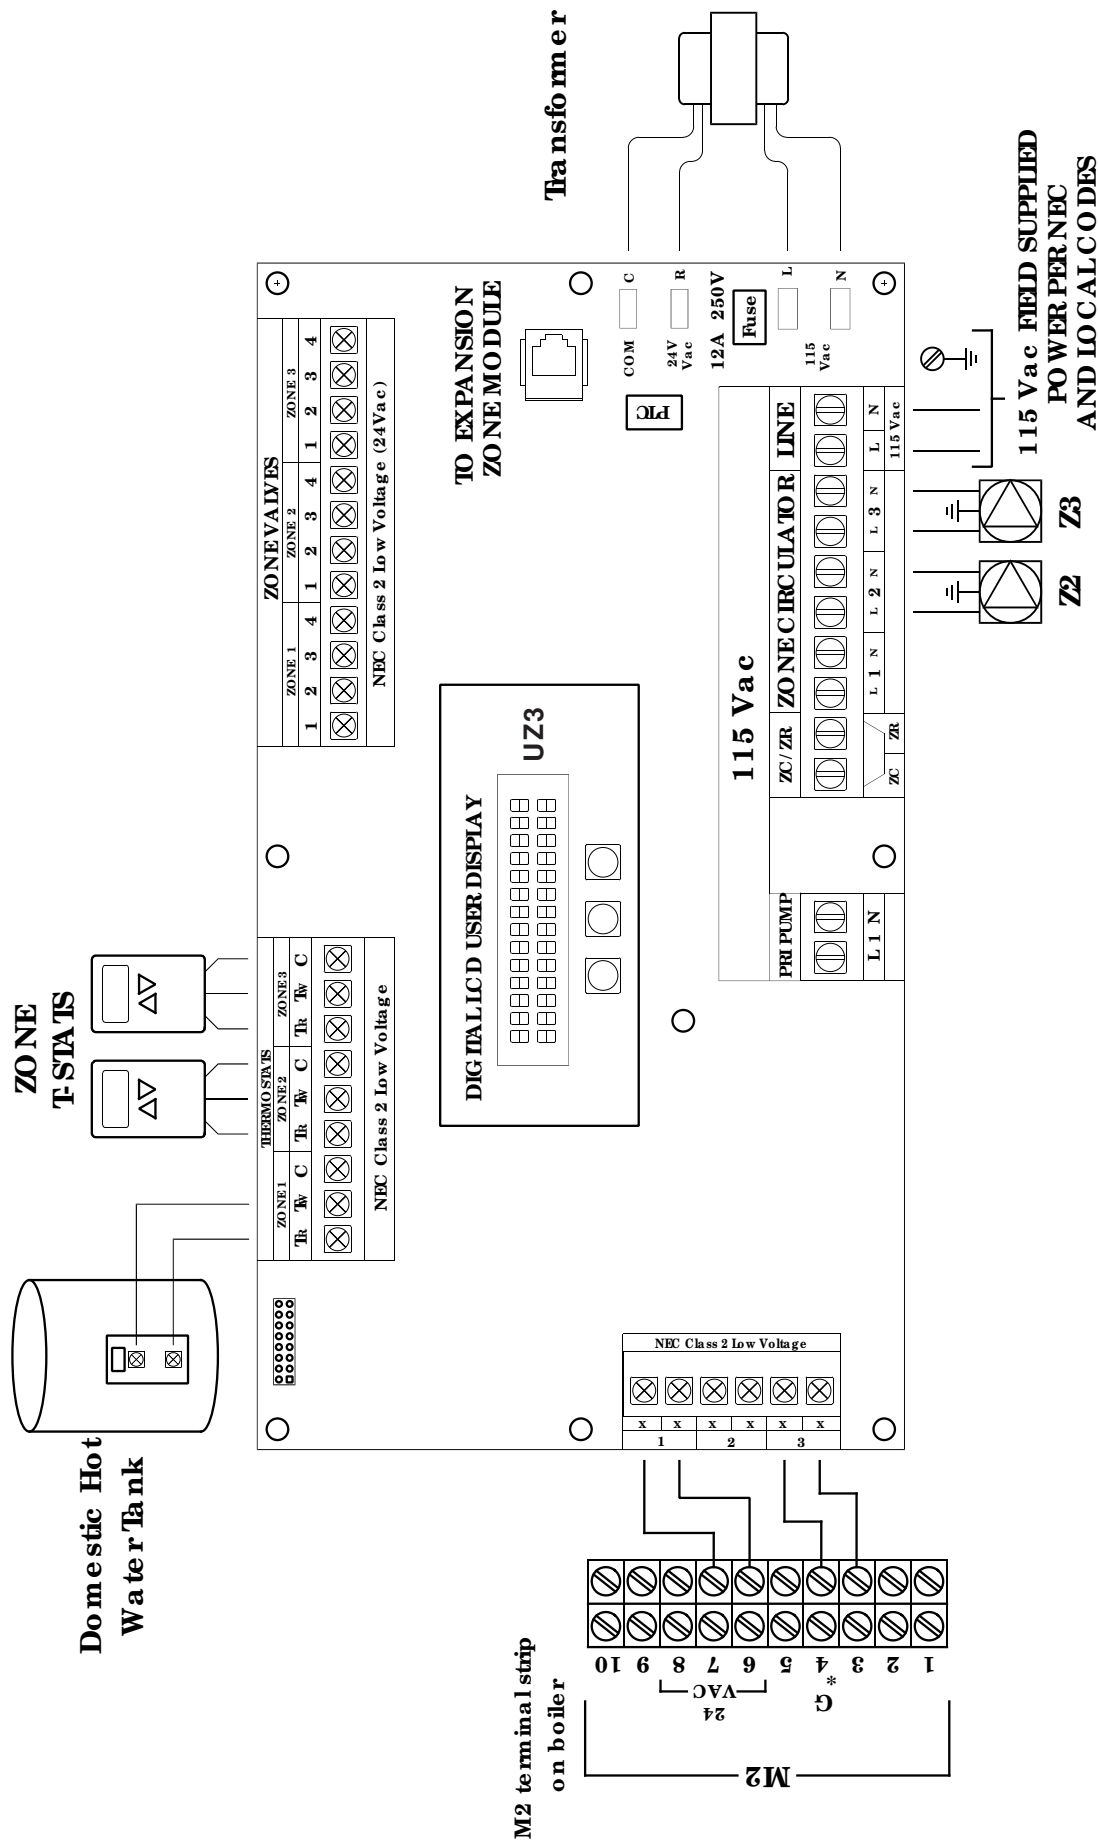 Transformer
115 Vac FIELD SUPPLIED
POWER PER NEC
AND LOCAL CODES
ZONE VALVES
ZONE 1
ZONE 2
ZONE 3
1 2 3 4 1 2 3 4 1 2 3 4
NEC Class 2 Low Voltage (24Vac)
TO EXPANSION
ZONE MODULE
COM
C
24V
Vac
R
12A 250V
Fuse
115
Vac
L
N
PTC
ZONE
T-STATS
THERMOSTATS
ZONE 1
ZONE 2
ZONE 3
TR TW C TR TW C TR TW C
NEC Class 2 Low Voltage
DIGITAL LCD USER DISPLAY
UZ3
115 Vac
PRI PUMP
ZC/ZR
ZONE CIRCULATOR
LINE
L 1 N
ZC
ZR
L 1 N
L 2 N
L 3 N
L
N
115 Vac
Z2
Z3
Domestic Hot
Water Tank
NEC Class 2 Low Voltage
x x x x x x
1 2 3
M2 terminal strip
on boiler
10 9 8 7 6 5 4 3 2 1
24
VAC
G
*
M2